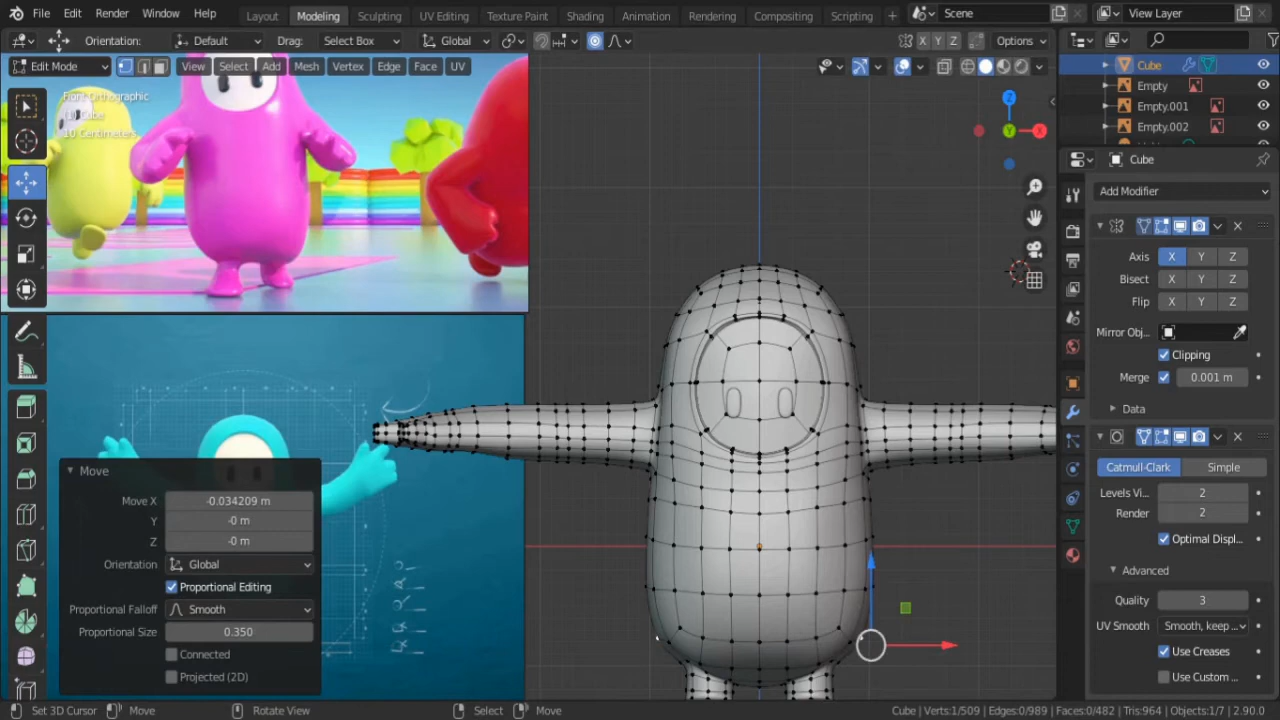 File Edit Render Window Help Layout Modeling Sculpting UV Editing Texture Paint Shading Animation Rendering Compositing Scripting + Scene View Layer
Orientation: Default Drag: Select Box Global X Y Z Options
Edit Mode View Select Add Mesh Vertex Edge Face UV
Front Orthographic
(1) Cube
10 Centimeters
Z
Y
X
Cube
Empty
Empty.001
Empty.002
Cube
Add Modifier
Axis X Y Z
Bisect X Y Z
Flip X Y Z
Mirror Obj...
Clipping
Merge 0.001 m
Data
Catmull-Clark Simple
Levels Vi... 2
Render 2
Optimal Displ...
Advanced
Quality 3
UV Smooth Smooth, keep ...
Use Creases
Use Custom ...
Move
Move X -0.034209 m
Y -0 m
Z -0 m
Orientation Global
Proportional Editing
Proportional Falloff Smooth
Proportional Size 0.350
Connected
Projected (2D)
Set 3D Cursor Move Rotate View Select Move Cube | Verts:1/509 | Edges:0/989 | Faces:0/482 | Tris:964 | Objects:1/7 | 2.90.0